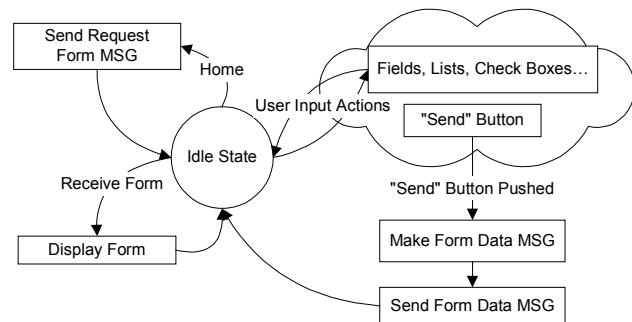 Send Request
Form MSG
Home
Fields, Lists, Check Boxes…
User Input Actions
"Send" Button
Idle State
Receive Form
"Send" Button Pushed
Display Form
Make Form Data MSG
Send Form Data MSG